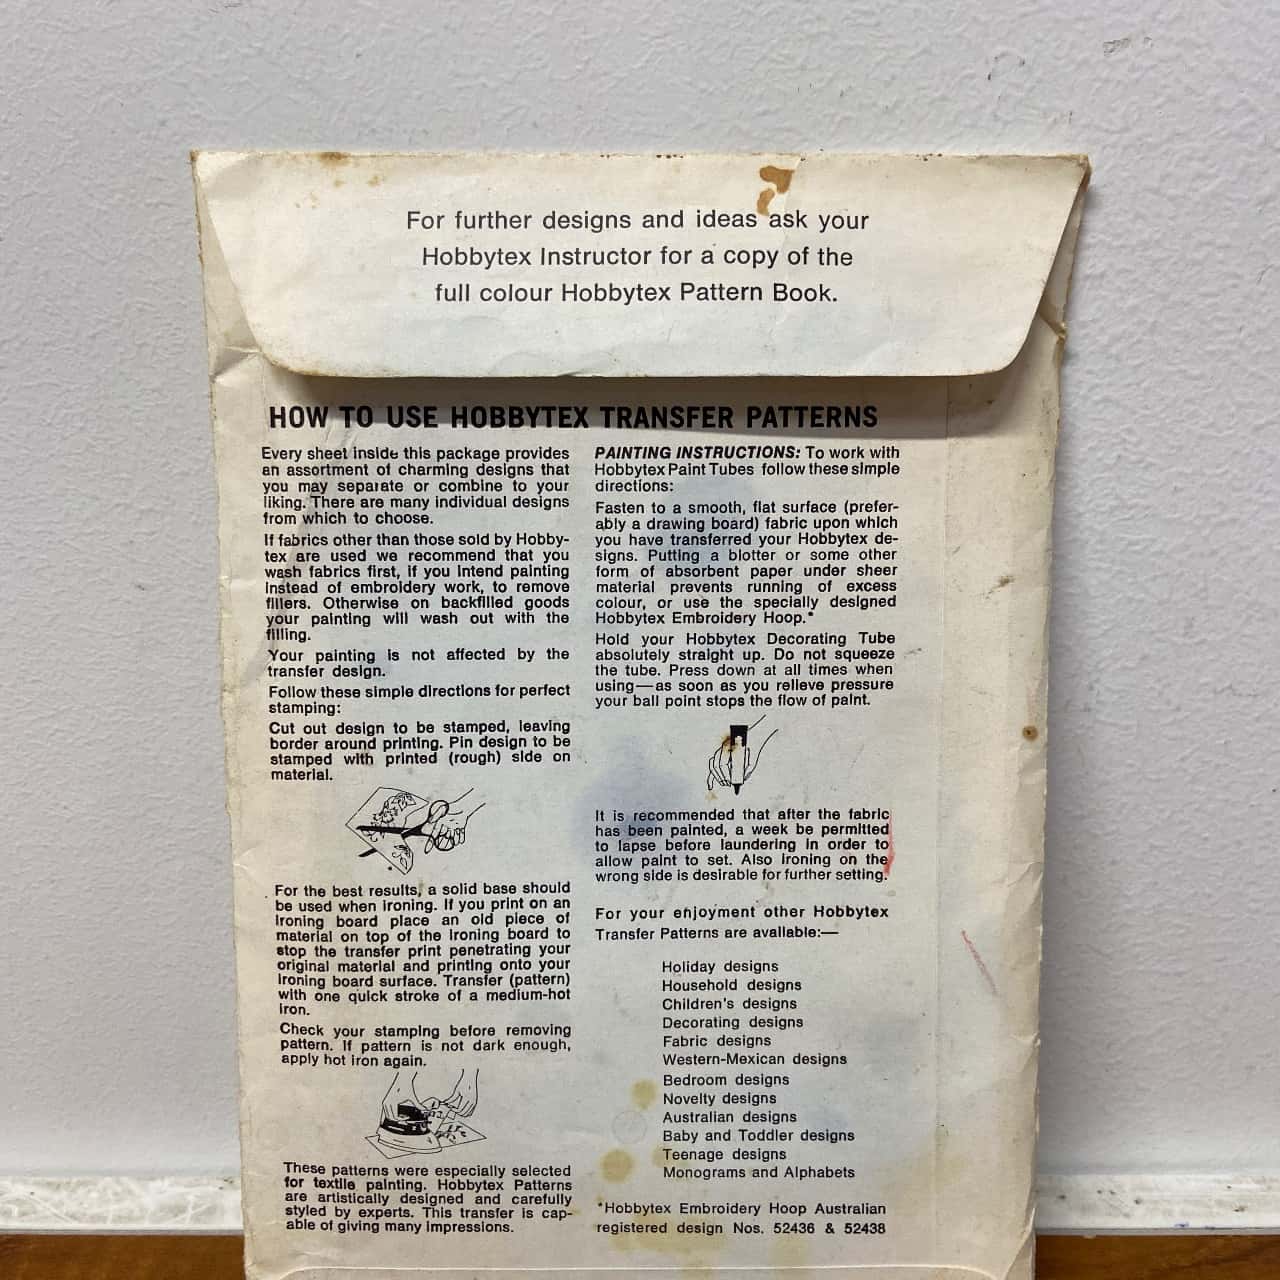 For further designs and ideas ask your
Hobbytex Instructor for a copy of the
full colour Hobbytex Pattern Book.
HOW TO USE HOBBYTEX TRANSFER PATTERNS
Every sheet inside this package provides
an assortment of charming designs that
you may separate or combine to your
liking. There are many individual designs
from which to choose.
If fabrics other than those sold by Hobby-
tex are used we recommend that you
wash fabrics first, if you intend painting
instead of embroidery work, to remove
fillers. Otherwise on backfilled goods
your painting will wash out with the
filling.
Your painting is not affected by the
transfer design.
Follow these simple directions for perfect
stamping:
Cut out design to be stamped, leaving
border around printing. Pin design to be
stamped with printed (rough) side on
material.
For the best results, a solid base should
be used when ironing. If you print on an
ironing board place an old piece of
material on top of the ironing board to
stop the transfer print penetrating your
original material and printing onto your
ironing board surface. Transfer (pattern)
with one quick stroke of a medium-hot
iron.
Check your stamping before removing
pattern. If pattern is not dark enough,
apply hot iron again.
These patterns were especially selected
for textile painting. Hobbytex Patterns
are artistically designed and carefully
styled by experts. This transfer is cap-
able of giving many impressions.
PAINTING INSTRUCTIONS: To work with
Hobbytex Paint Tubes follow these simple
directions:
Fasten to a smooth, flat surface (prefer-
ably a drawing board) fabric upon which
you have transferred your Hobbytex de-
signs. Putting a blotter or some other
form of absorbent paper under sheer
material prevents running of excess
colour, or use the specially designed
Hobbytex Embroidery Hoop.*
Hold your Hobbytex Decorating Tube
absolutely straight up. Do not squeeze
the tube. Press down at all times when
using—as soon as you relieve pressure
your ball point stops the flow of paint.
It is recommended that after the fabric
has been painted, a week be permitted
to lapse before laundering in order to
allow paint to set. Also ironing on the
wrong side is desirable for further setting.
For your enjoyment other Hobbytex
Transfer Patterns are available:—
Holiday designs
Household designs
Children's designs
Decorating designs
Fabric designs
Western-Mexican designs
Bedroom designs
Novelty designs
Australian designs
Baby and Toddler designs
Teenage designs
Monograms and Alphabets
*Hobbytex Embroidery Hoop Australian
registered design Nos. 52436 & 52438